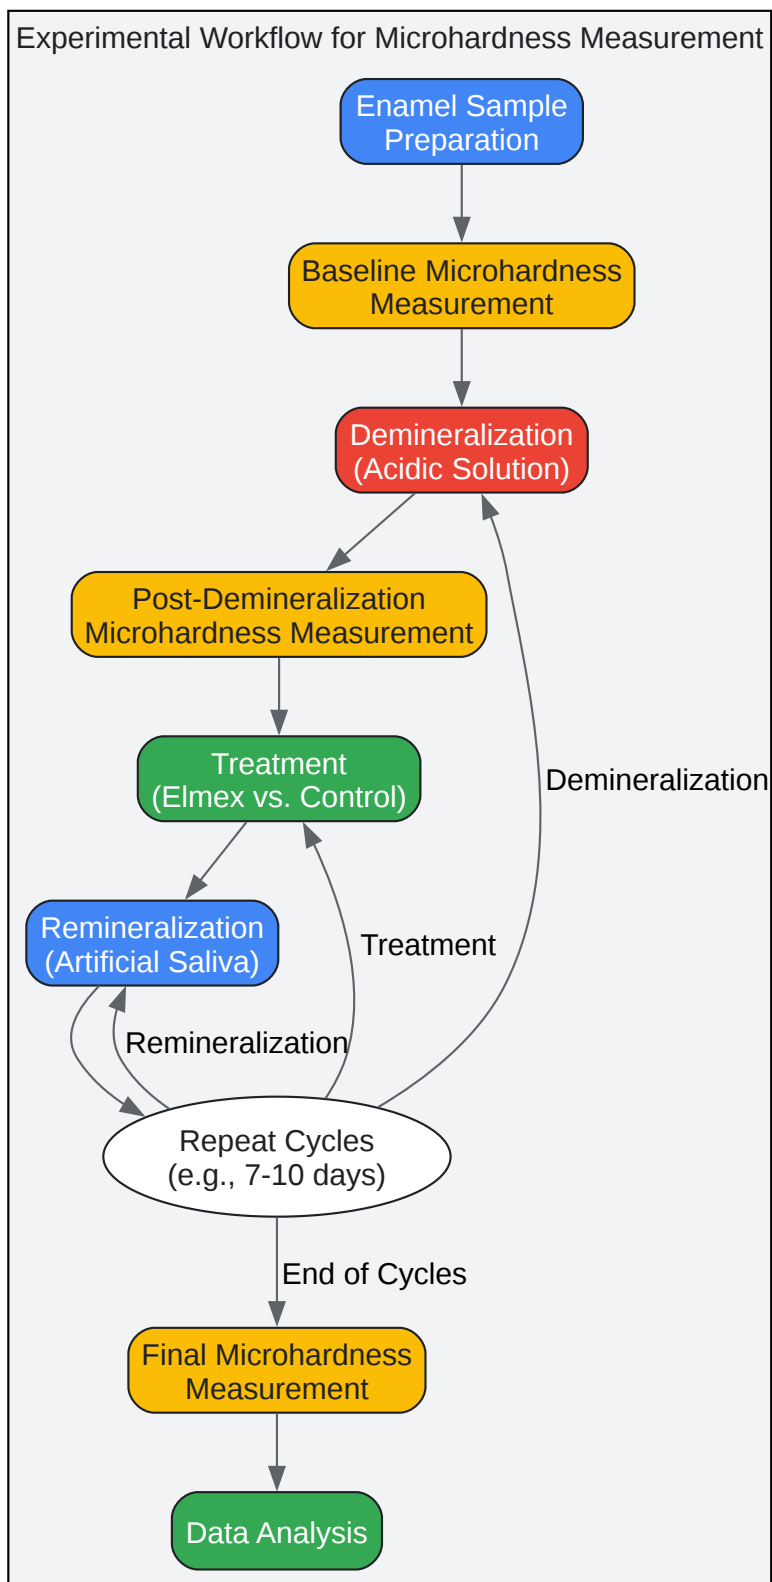 Experimental Workflow for Microhardness Measurement
Enamel Sample
Preparation
Baseline Microhardness
Measurement
Demineralization
(Acidic Solution)
Post-Demineralization
Microhardness Measurement
Treatment
(Elmex vs. Control)
Demineralization
Remineralization
(Artificial Saliva)
Treatment
Remineralization
Repeat Cycles
(e.g., 7-10 days)
End of Cycles
Final Microhardness
Measurement
Data Analysis